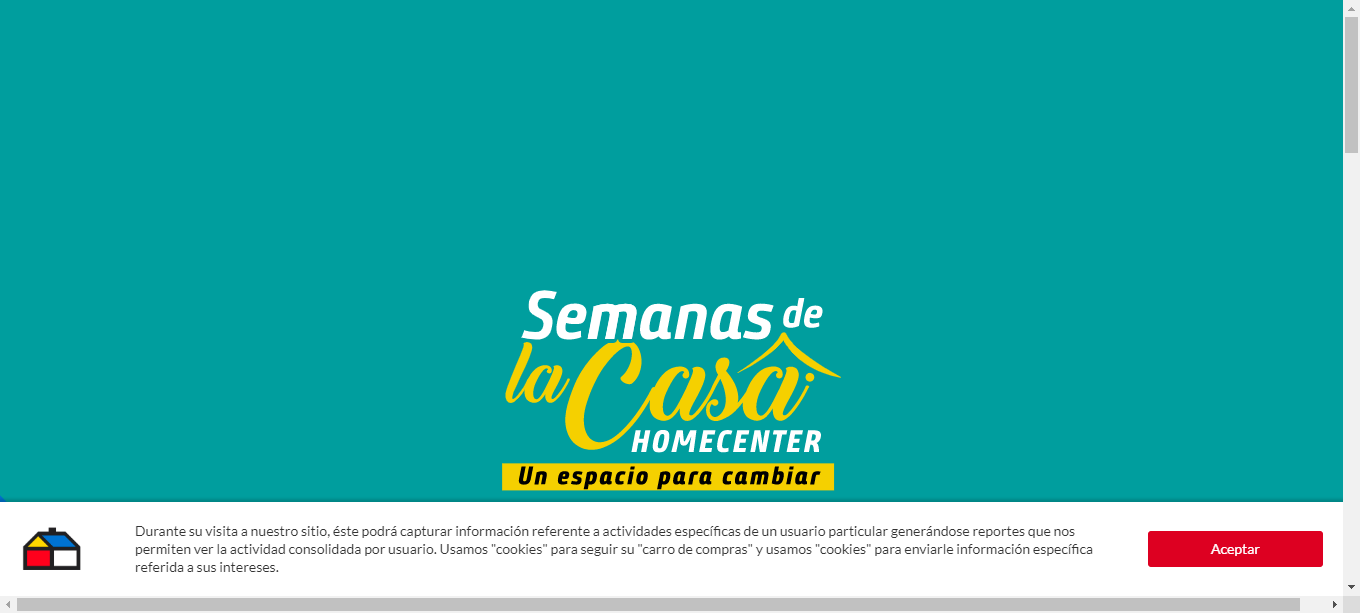 Semanas de
la Casa
HOMECENTER
Un espacio para cambiar
Durante su visita a nuestro sitio, éste podrá capturar información referente a actividades específicas de un usuario particular generándose reportes que nos
permiten ver la actividad consolidada por usuario. Usamos "cookies" para seguir su "carro de compras" y usamos "cookies" para enviarle información específica
referida a sus intereses.
Aceptar